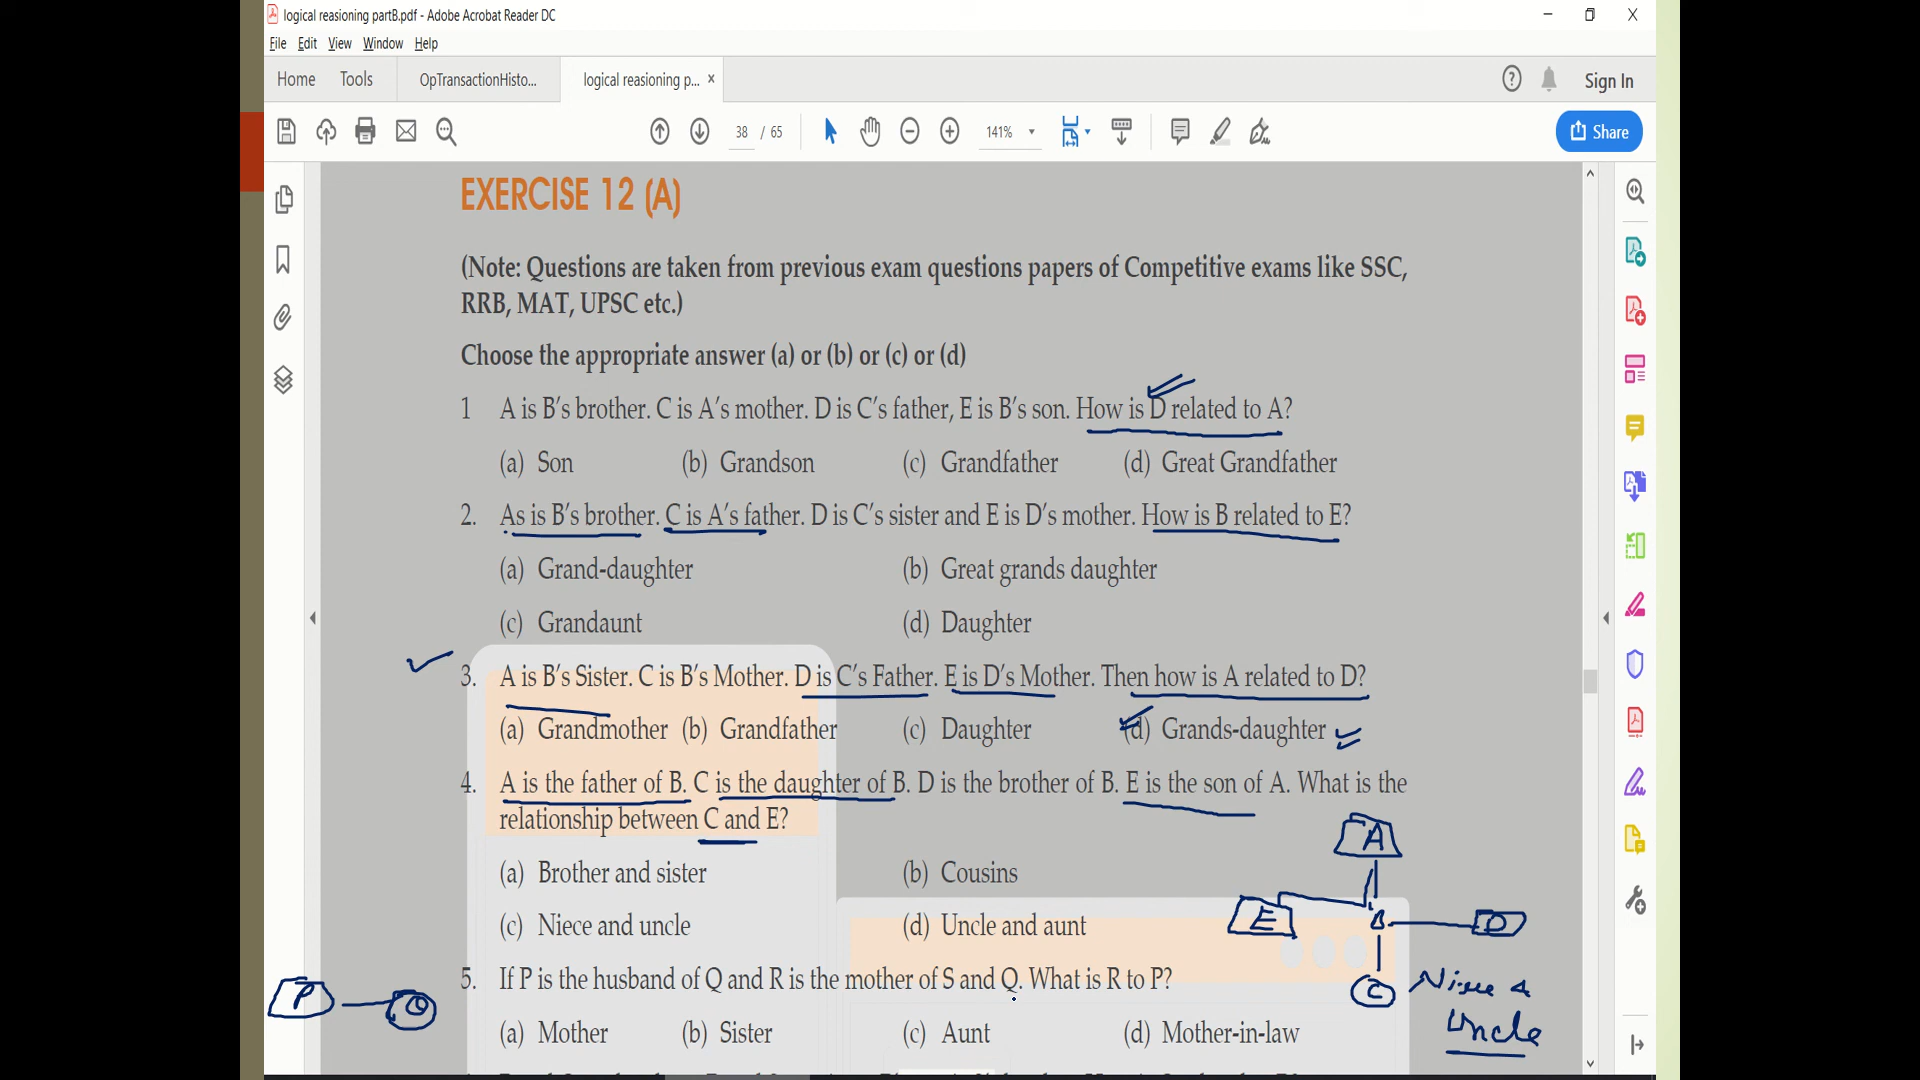 logical reasoning partB.pdf - Adobe Acrobat Reader DC
File Edit View Window Help
Home Tools OpTransactionHisto... logical reasoning p... × Sign In
38 / 65 141% Share
EXERCISE 12 (A)
(Note: Questions are taken from previous exam questions papers of Competitive exams like SSC,
RRB, MAT, UPSC etc.)
Choose the appropriate answer (a) or (b) or (c) or (d)
1 A is B's brother. C is A's mother. D is C's father, E is B's son. How is D related to A?
(a) Son (b) Grandson (c) Grandfather (d) Great Grandfather
2. As is B's brother. C is A's father. D is C's sister and E is D's mother. How is B related to E?
(a) Grand-daughter (b) Great grands daughter
(c) Grandaunt (d) Daughter
3. A is B's Sister. C is B's Mother. D is C's Father. E is D's Mother. Then how is A related to D?
(a) Grandmother (b) Grandfather (c) Daughter (d) Grands-daughter
4. A is the father of B. C is the daughter of B. D is the brother of B. E is the son of A. What is the
relationship between C and E?
A
(a) Brother and sister (b) Cousins
E B D
(c) Niece and uncle (d) Uncle and aunt
5. If P is the husband of Q and R is the mother of S and Q. What is R to P?
P Q
C Niece &
Uncle
(a) Mother (b) Sister (c) Aunt (d) Mother-in-law